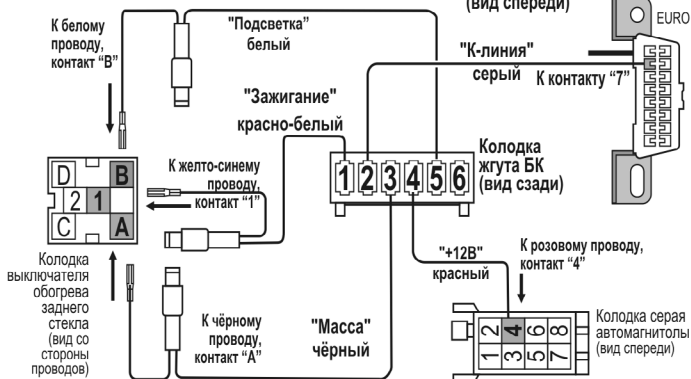 (вид спереди)
EURO
К белому
проводу,
контакт “В”
"Подсветка"
белый
"К-линия"
серый
К контакту “7”
"Зажигание"
красно-белый
Колодка
жгута БК
(вид сзади)
1 2 3 4 5 6
D B
2 1
C A
К желто-синему
проводу,
контакт “1”
Колодка
выключателя
обогрева
заднего
стекла
(вид со
стороны
проводов)
К чёрному
проводу,
контакт “А”
"Масса"
чёрный
"+12В"
красный
К розовому проводу,
контакт “4”
2 4 6 8
1 3 5 7
Колодка серая
автомагнитолы
(вид спереди)